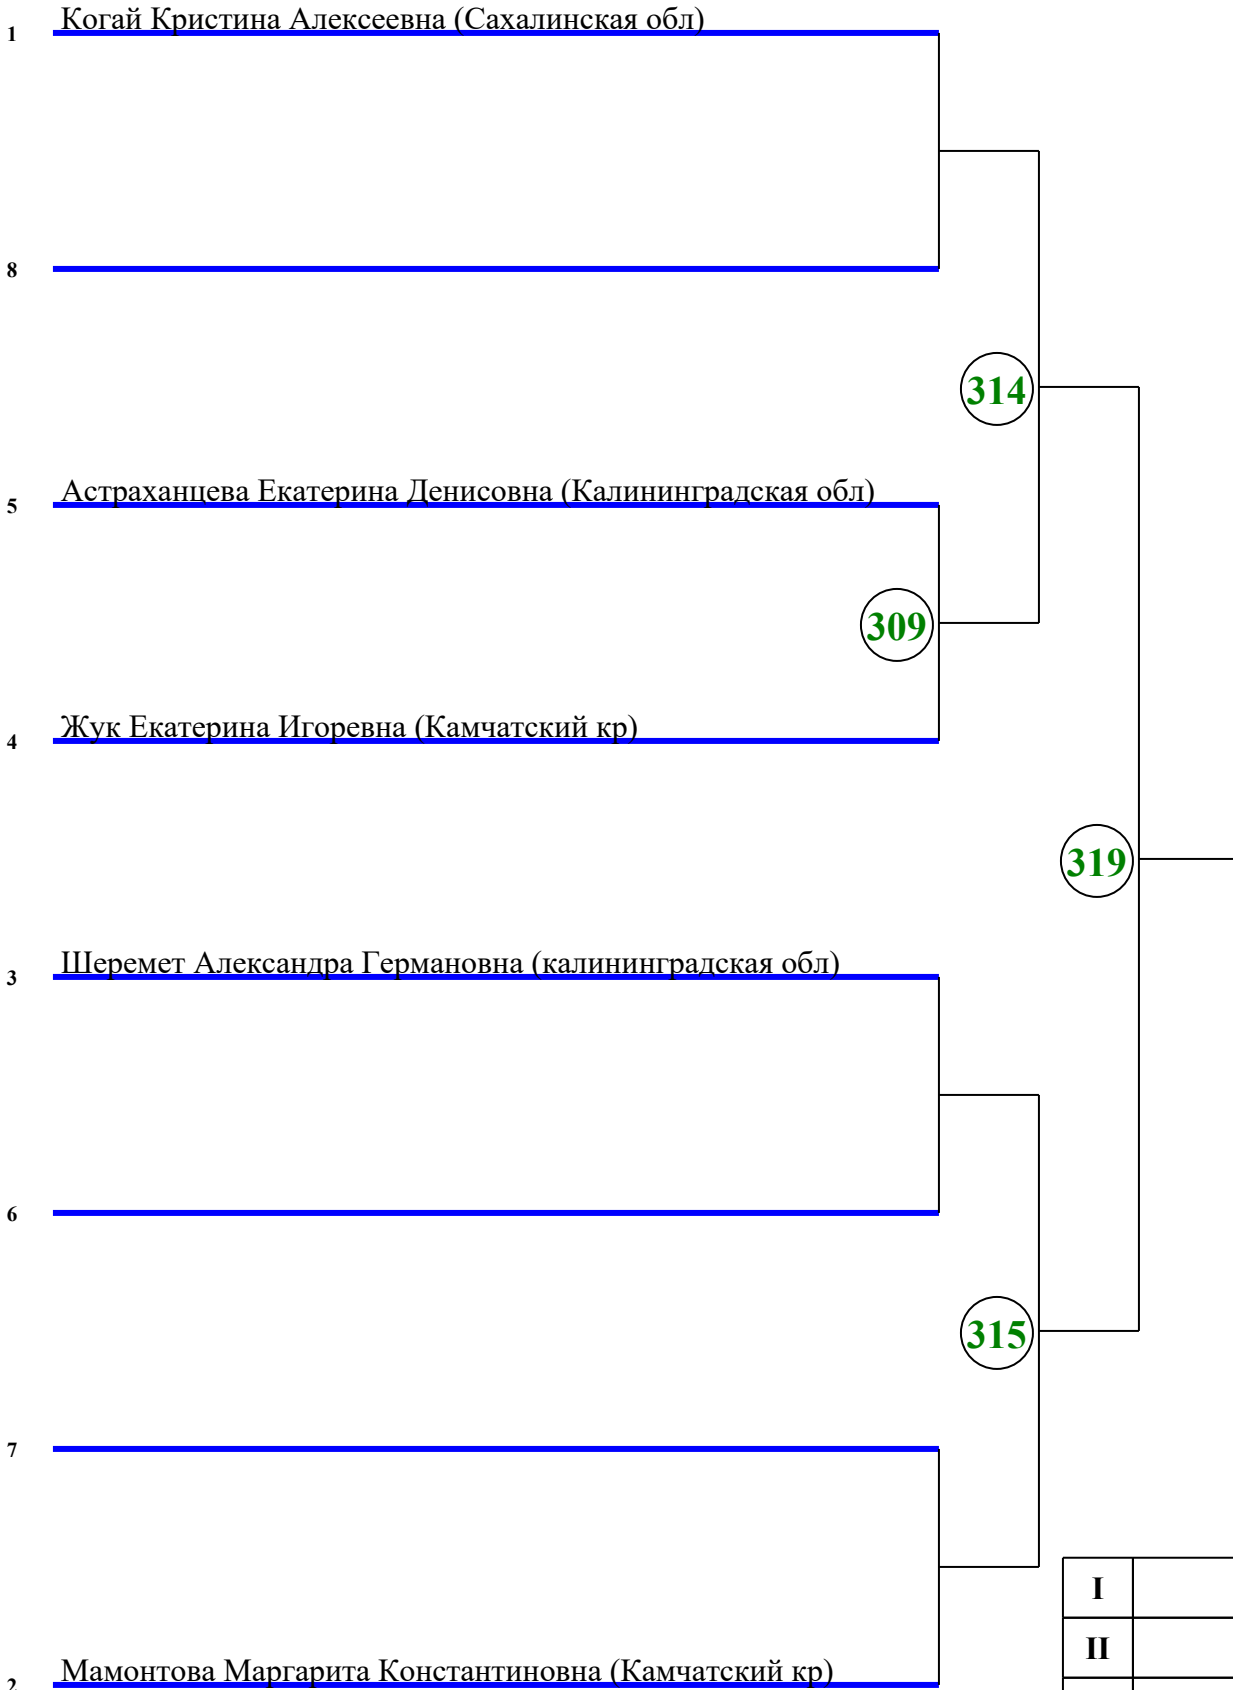 1 Когай Кристина Алексеевна (Сахалинская обл)
8
314
5 Астраханцева Екатерина Денисовна (Калининградская обл)
309
4 Жук Екатерина Игоревна (Камчатский кр)
319
3 Шеремет Александра Германовна (калининградская обл)
6
315
7
I
II
2 Мамонтова Маргарита Константиновна (Камчатский кр)